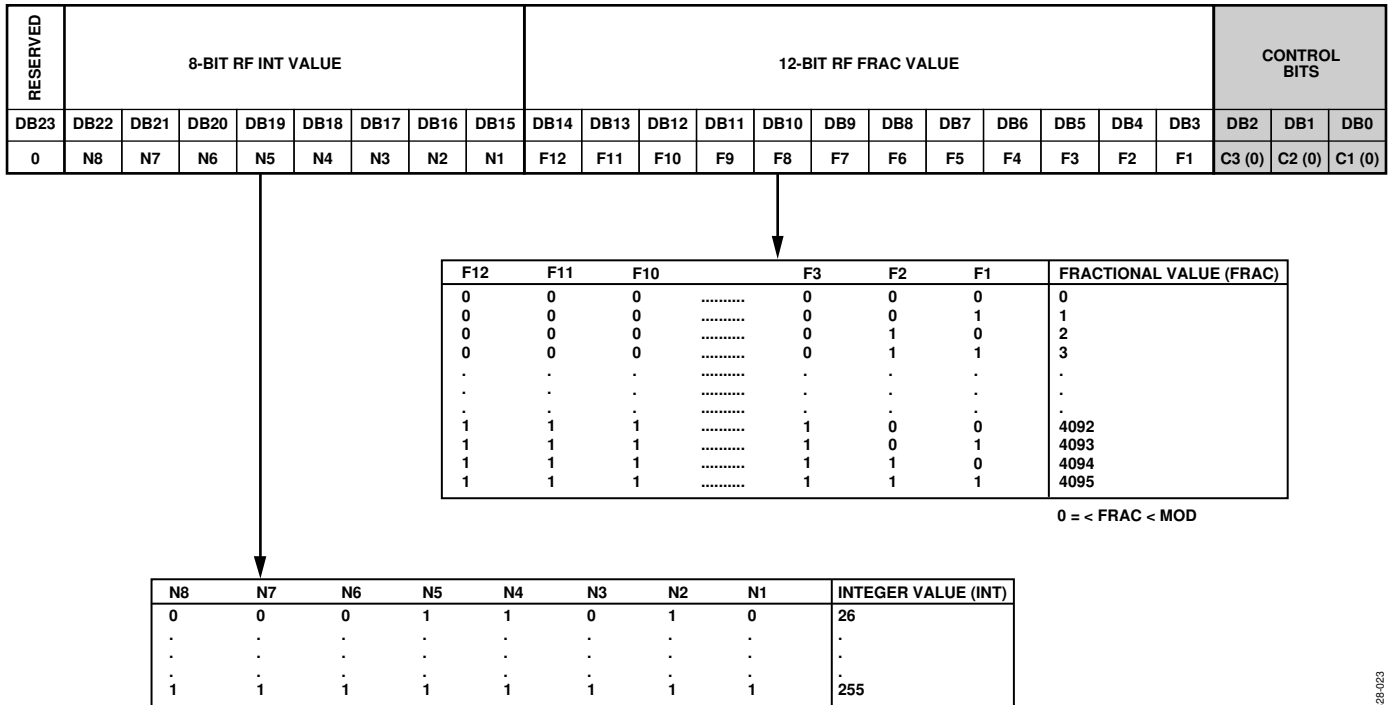 RESERVED
8-BIT RF INT VALUE
12-BIT RF FRAC VALUE
CONTROL
BITS
DB23 DB22 DB21 DB20 DB19 DB18 DB17 DB16 DB15 DB14 DB13 DB12 DB11 DB10 DB9 DB8 DB7 DB6 DB5 DB4 DB3 DB2 DB1 DB0
0 N8 N7 N6 N5 N4 N3 N2 N1 F12 F11 F10 F9 F8 F7 F6 F5 F4 F3 F2 F1 C3 (0) C2 (0) C1 (0)
F12 F11 F10 F3 F2 F1 FRACTIONAL VALUE (FRAC)
0 0 0 .......... 0 0 0 0
0 0 0 .......... 0 0 1 1
0 0 0 .......... 0 1 0 2
0 0 0 .......... 0 1 1 3
. . . .......... . . . .
. . . .......... . . . .
. . . .......... . . . .
1 1 1 .......... 1 0 0 4092
1 1 1 .......... 1 0 1 4093
1 1 1 .......... 1 1 0 4094
1 1 1 .......... 1 1 1 4095
0 = < FRAC < MOD
N8 N7 N6 N5 N4 N3 N2 N1 INTEGER VALUE (INT)
0 0 0 1 1 0 1 0 26
. . . . . . . . .
. . . . . . . . .
. . . . . . . . .
1 1 1 1 1 1 1 1 255
28-023